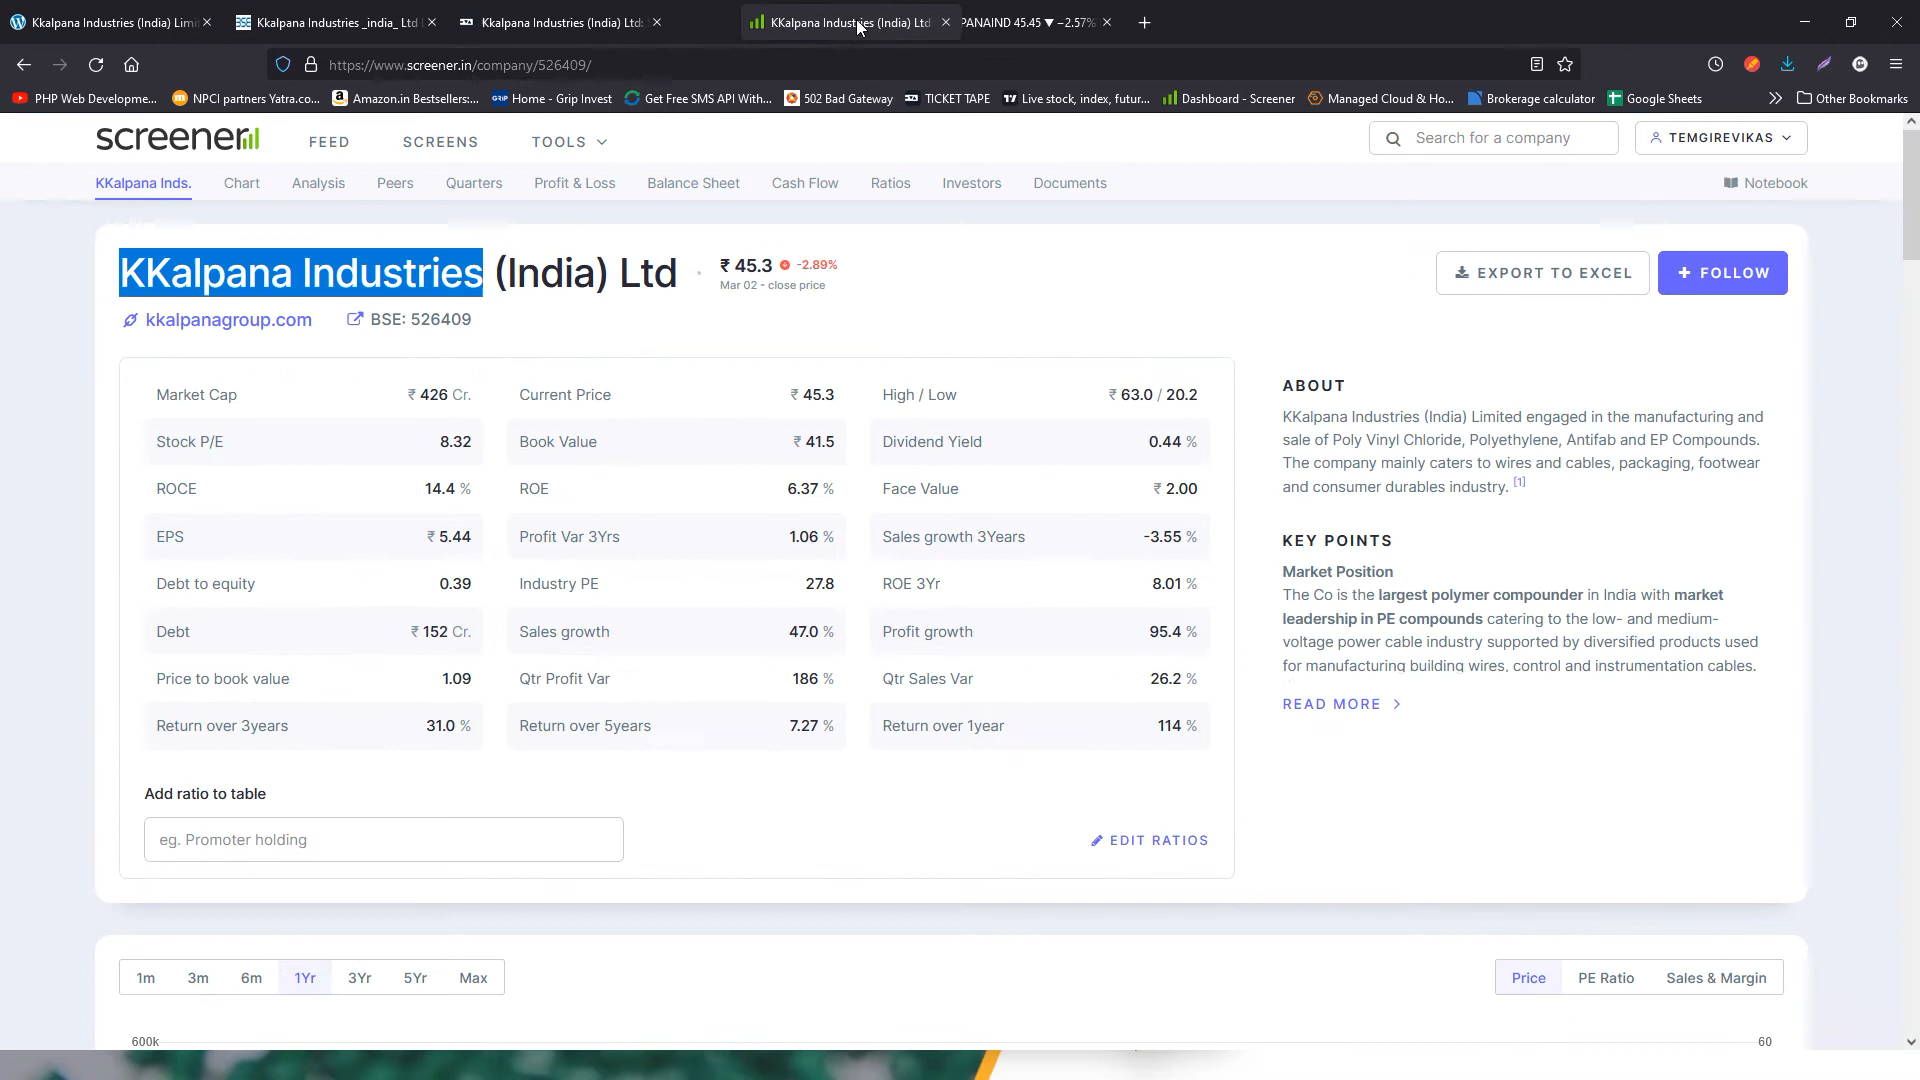 Kkalpana Industries (India) Limi
Kkalpana Industries _india_ Ltd
Kkalpana Industries (India) Ltd:
KKalpana Industries (India) Ltd
PANAIND 45.45 ▼ −2.57%
https://www.screener.in/company/526409/
PHP Web Developme...
NPCI partners Yatra.co...
Amazon.in Bestsellers:...
Home - Grip Invest
Get Free SMS API With...
502 Bad Gateway
TICKET TAPE
Live stock, index, futur...
Dashboard - Screener
Managed Cloud & Ho...
Brokerage calculator
Google Sheets
Other Bookmarks
screener
FEED
SCREENS
TOOLS
Search for a company
TEMGIREVIKAS
KKalpana Inds.
Chart
Analysis
Peers
Quarters
Profit & Loss
Balance Sheet
Cash Flow
Ratios
Investors
Documents
Notebook
KKalpana Industries (India) Ltd
₹ 45.3 -2.89%
Mar 02 - close price
EXPORT TO EXCEL
+ FOLLOW
kkalpanagroup.com
BSE: 526409
Market Cap ₹ 426 Cr.
Current Price ₹ 45.3
High / Low ₹ 63.0 / 20.2
Stock P/E 8.32
Book Value ₹ 41.5
Dividend Yield 0.44 %
ROCE 14.4 %
ROE 6.37 %
Face Value ₹ 2.00
EPS ₹ 5.44
Profit Var 3Yrs 1.06 %
Sales growth 3Years -3.55 %
Debt to equity 0.39
Industry PE 27.8
ROE 3Yr 8.01 %
Debt ₹ 152 Cr.
Sales growth 47.0 %
Profit growth 95.4 %
Price to book value 1.09
Qtr Profit Var 186 %
Qtr Sales Var 26.2 %
Return over 3years 31.0 %
Return over 5years 7.27 %
Return over 1year 114 %
Add ratio to table
eg. Promoter holding
EDIT RATIOS
ABOUT
KKalpana Industries (India) Limited engaged in the manufacturing and
sale of Poly Vinyl Chloride, Polyethylene, Antifab and EP Compounds.
The company mainly caters to wires and cables, packaging, footwear
and consumer durables industry. [1]
KEY POINTS
Market Position
The Co is the largest polymer compounder in India with market
leadership in PE compounds catering to the low- and medium-
voltage power cable industry supported by diversified products used
for manufacturing building wires, control and instrumentation cables.
READ MORE
1m
3m
6m
1Yr
3Yr
5Yr
Max
Price
PE Ratio
Sales & Margin
600k
60